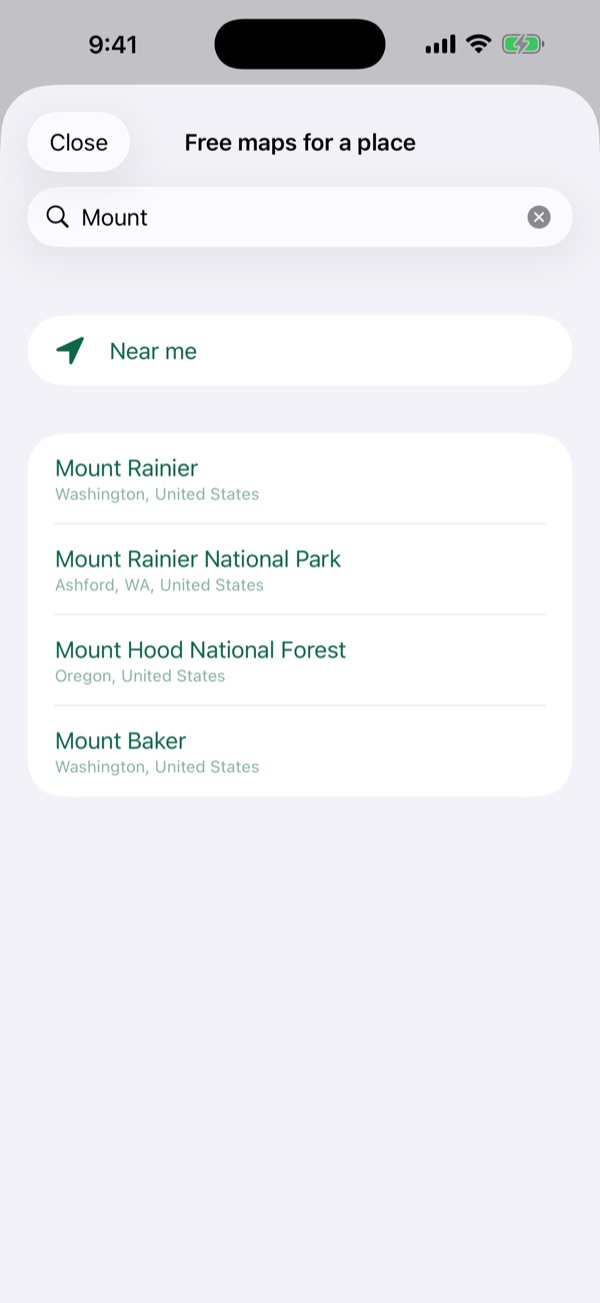 9:41
Close
Free maps for a place
Mount
Near me
Mount Rainier
Washington, United States
Mount Rainier National Park
Ashford, WA, United States
Mount Hood National Forest
Oregon, United States
Mount Baker
Washington, United States